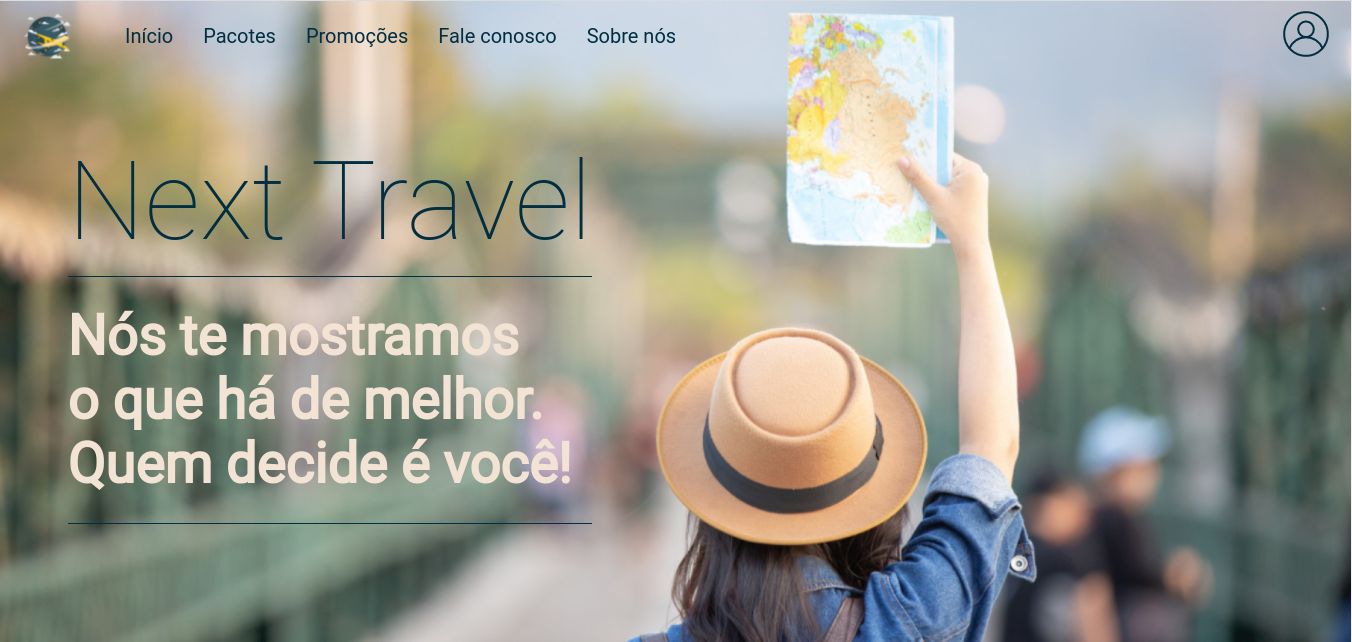 Início Pacotes Promoções Fale conosco Sobre nós
Next Travel
Nós te mostramos
o que há de melhor.
Quem decide é você!